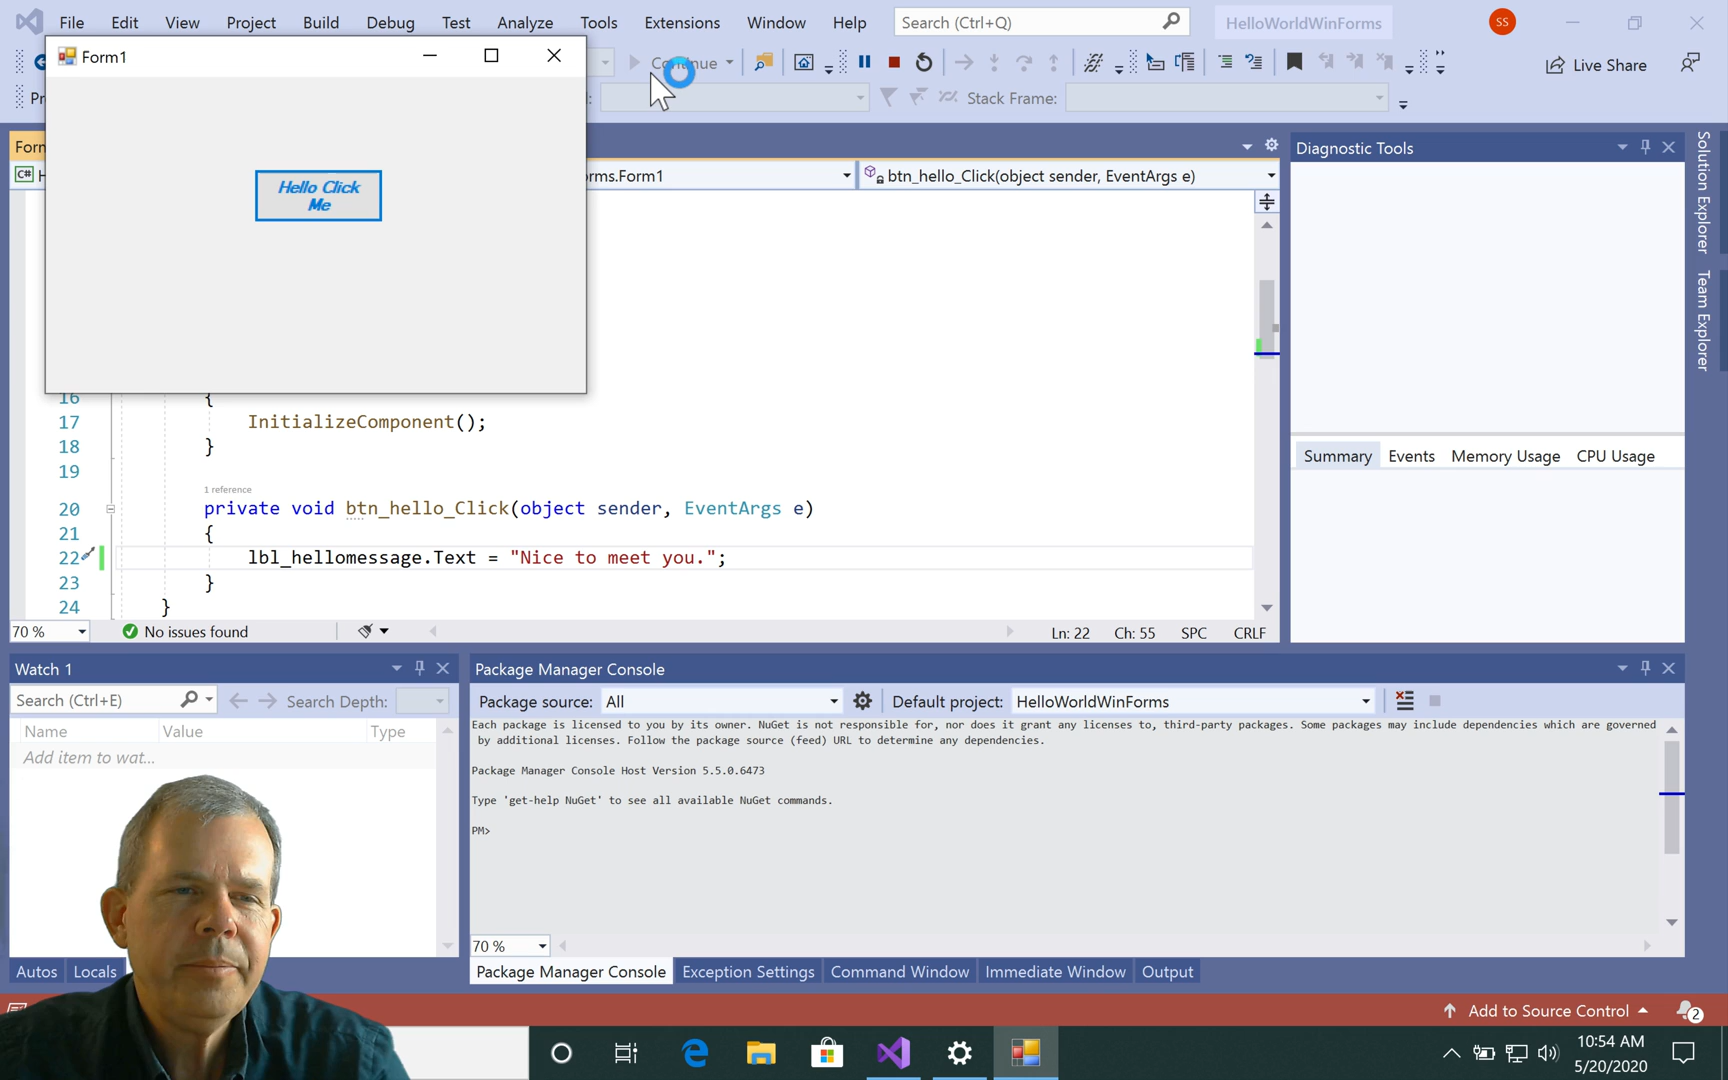 File Edit View Project Build Debug Test Analyze Tools Extensions Window Help Search (Ctrl+Q) HelloWorldWinForms SS
Form1
Continue
Live Share
Pr
Stack Frame:
Form
C# H
rms.Form1
btn_hello_Click(object sender, EventArgs e)
Hello Click
Me
16 {
17 InitializeComponent();
18 }
19
1 reference
20 private void btn_hello_Click(object sender, EventArgs e)
21 {
22 lbl_hellomessage.Text = "Nice to meet you.";
23 }
24 }
70 % No issues found Ln: 22 Ch: 55 SPC CRLF
Diagnostic Tools
Summary Events Memory Usage CPU Usage
Solution Explorer
Team Explorer
Watch 1
Search (Ctrl+E) Search Depth:
Name Value Type
Add item to wat...
Autos Locals
Package Manager Console
Package source: All Default project: HelloWorldWinForms
Each package is licensed to you by its owner. NuGet is not responsible for, nor does it grant any licenses to, third-party packages. Some packages may include dependencies which are governed
by additional licenses. Follow the package source (feed) URL to determine any dependencies.
Package Manager Console Host Version 5.5.0.6473
Type 'get-help NuGet' to see all available NuGet commands.
PM>
70 %
Package Manager Console Exception Settings Command Window Immediate Window Output
Add to Source Control 2
10:54 AM
5/20/2020